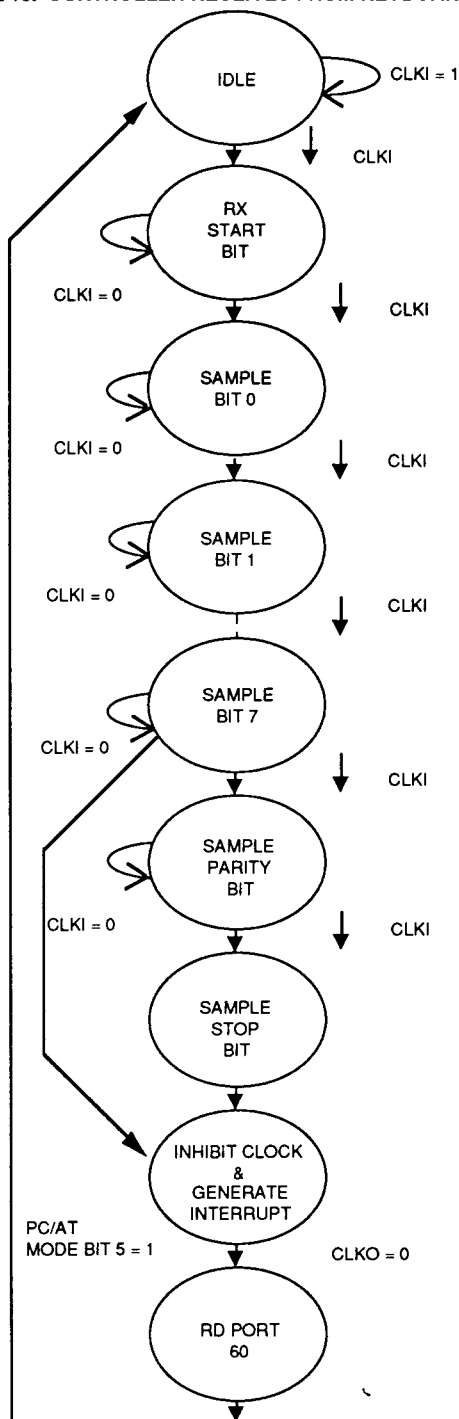 IDLE
CLKI = 1
CLKI
RX
START
BIT
CLKI = 0
CLKI
SAMPLE
BIT 0
CLKI = 0
CLKI
SAMPLE
BIT 1
CLKI = 0
CLKI
SAMPLE
BIT 7
CLKI = 0
CLKI
SAMPLE
PARITY
BIT
CLKI = 0
CLKI
SAMPLE
STOP
BIT
INHIBIT CLOCK
&
GENERATE
INTERRUPT
PC/AT
MODE BIT 5 = 1
CLKO = 0
RD PORT
60